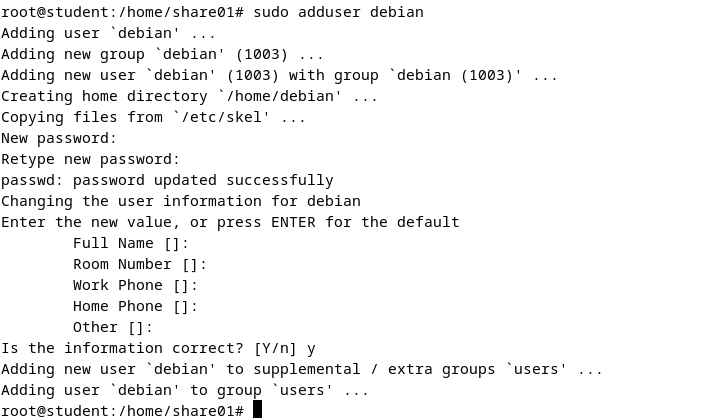 root@student:/home/share01# sudo adduser debian
Adding user `debian' ...
Adding new group `debian' (1003) ...
Adding new user `debian' (1003) with group `debian (1003)' ...
Creating home directory `/home/debian' ...
Copying files from `/etc/skel' ...
New password:
Retype new password:
passwd: password updated successfully
Changing the user information for debian
Enter the new value, or press ENTER for the default
        Full Name []:
        Room Number []:
        Work Phone []:
        Home Phone []:
        Other []:
Is the information correct? [Y/n] y
Adding new user `debian' to supplemental / extra groups `users' ...
Adding user `debian' to group `users' ...
root@student:/home/share01#